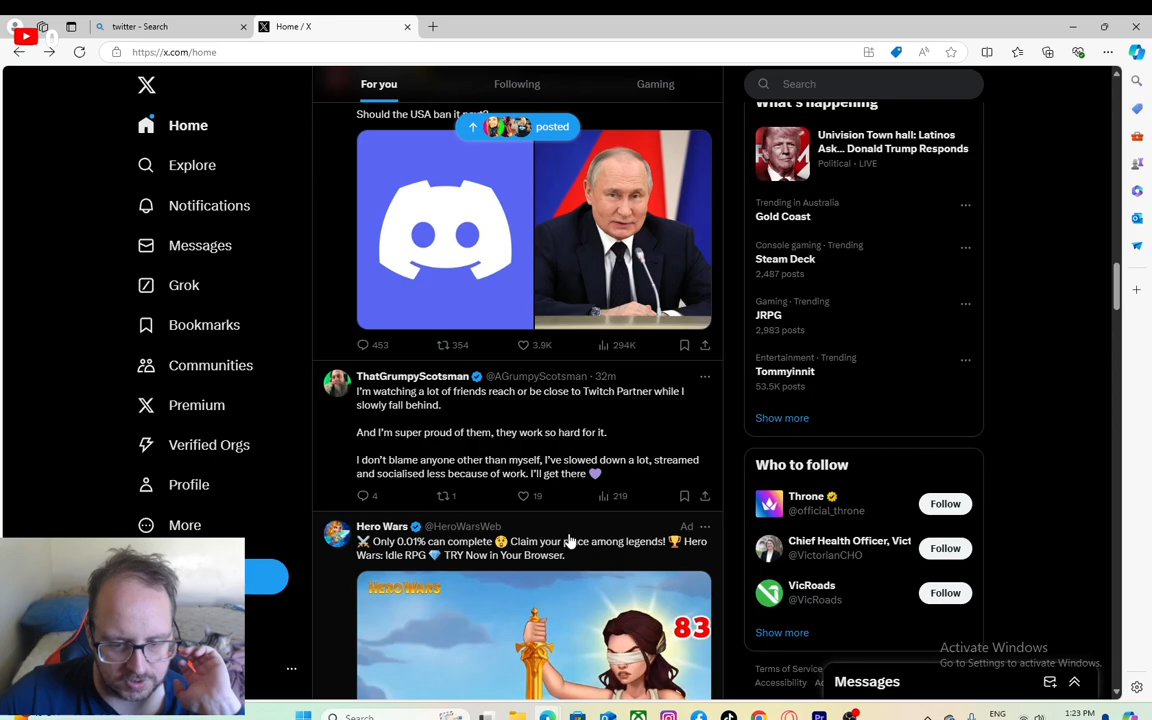 twitter - Search
Home / X
https://x.com/home
Home
Explore
Notifications
Messages
Grok
Bookmarks
Communities
Premium
Verified Orgs
Profile
More
For you
Following
Gaming
Should the USA ban it next?
posted
453
354
3.9K
294K
ThatGrumpyScotsman @AGrumpyScotsman · 32m
I'm watching a lot of friends reach or be close to Twitch Partner while I
slowly fall behind.
And I'm super proud of them, they work so hard for it.
I don't blame anyone other than myself, I've slowed down a lot, streamed
and socialised less because of work. I'll get there 💜
4
1
19
219
Hero Wars @HeroWarsWeb
Ad
⚔️ Only 0.01% can complete 🤨 Claim your place among legends! 🏆 Hero
Wars: Idle RPG 💎 TRY Now in Your Browser.
HERO WARS
83
Search
What's happening
Univision Town hall: Latinos
Ask... Donald Trump Responds
Political · LIVE
Trending in Australia
Gold Coast
Console gaming · Trending
Steam Deck
2,487 posts
Gaming · Trending
JRPG
2,983 posts
Entertainment · Trending
Tommyinnit
53.5K posts
Show more
Who to follow
Throne
@official_throne
Follow
Chief Health Officer, Vict
@VictorianCHO
Follow
VicRoads
@VicRoads
Follow
Show more
Activate Windows
Go to Settings to activate Windows.
Terms of Service
Accessibility
Messages
Search
ENG
1:23 PM